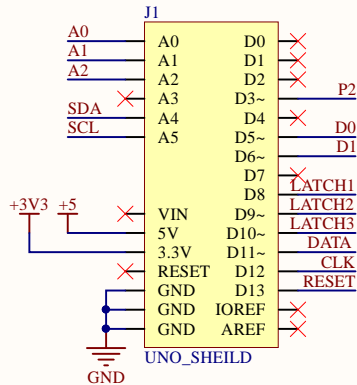 J1
A0 A0 D0
A1 A1 D1
A2 A2 D2
A3 D3~ P2
SDA A4 D4
SCL A5 D5~ D0
D6~ D1
D7
D8 LATCH1
+3V3 +5 VIN D9~ LATCH2
5V D10~ LATCH3
3.3V D11~ DATA
RESET D12 CLK
GND D13 RESET
GND IOREF
GND AREF
UNO_SHEILD
GND